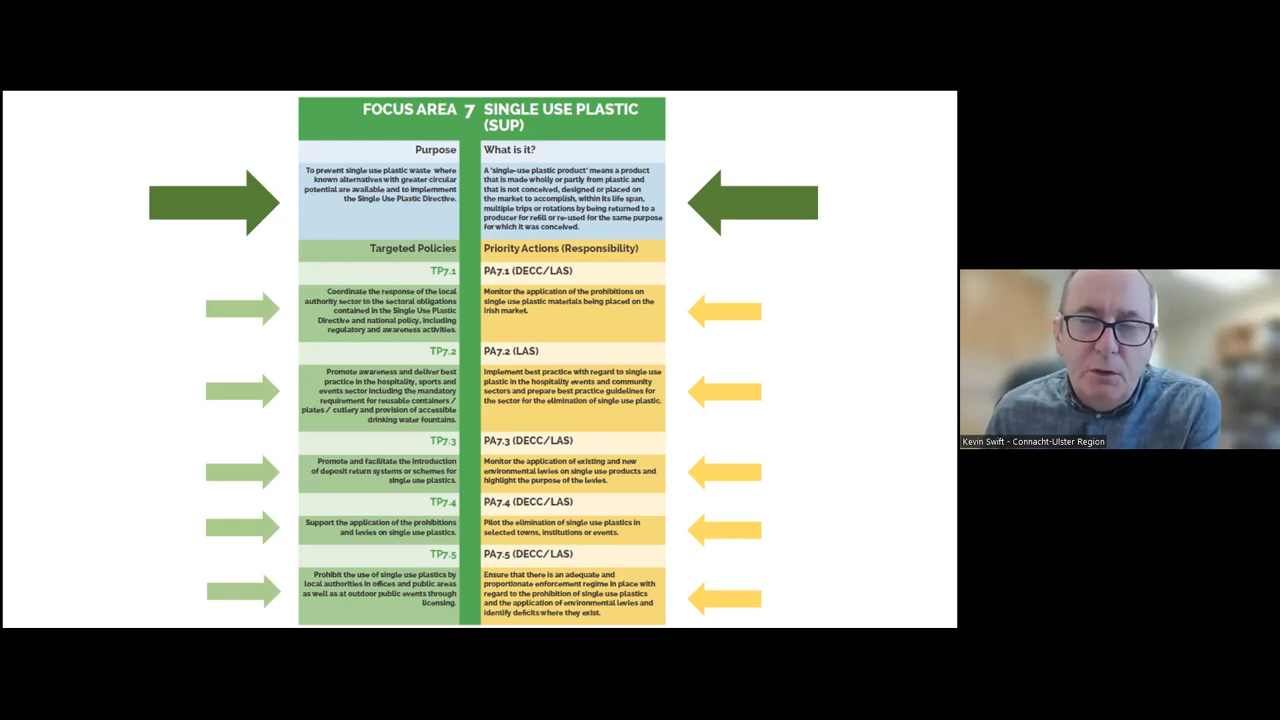 FOCUS AREA 7 SINGLE USE PLASTIC
(SUP)
Purpose
What is it?
To prevent single use plastic waste where
known alternatives with greater circular
potential are available and to implemment
the Single Use Plastic Directive.
A 'single-use plastic product' means a product
that is made wholly or partly from plastic and
that is not conceived, designed or placed on
the market to accomplish, within its life span,
multiple trips or rotations by being returned to a
producer for refill or re-used for the same purpose
for which it was conceived.
Targeted Policies
Priority Actions (Responsibility)
TP7.1
PA7.1 (DECC/LAS)
Coordinate the response of the local
authority sector to the sectoral obligations
contained in the Single Use Plastic
Directive and national policy, including
regulatory and awareness activities.
Monitor the application of the prohibitions on
single use plastic materials being placed on the
Irish market.
TP7.2
PA7.2 (LAS)
Promote awareness and deliver best
practice in the hospitality, sports and
events sector including the mandatory
requirement for reusable containers /
plates / cutlery and provision of accessible
drinking water fountains.
Implement best practice with regard to single use
plastic in the hospitality events and community
sectors and prepare best practice guidelines for
the sector for the elimination of single use plastic.
TP7.3
PA7.3 (DECC/LAS)
Promote and facilitate the introduction
of deposit return systems or schemes for
single use plastics.
Monitor the application of existing and new
environmental levies on single use products and
highlight the purpose of the levies.
TP7.4
PA7.4 (DECC/LAS)
Support the application of the prohibitions
and levies on single use plastics.
Pilot the elimination of single use plastics in
selected towns, institutions or events.
TP7.5
PA7.5 (DECC/LAS)
Prohibit the use of single use plastics by
local authorities in offices and public areas
as well as at outdoor public events through
licensing.
Ensure that there is an adequate and
proportionate enforcement regime in place with
regard to the prohibition of single use plastics
and the application of environmental levies and
identify deficits where they exist.
Kevin Swift - Connacht-Ulster Region